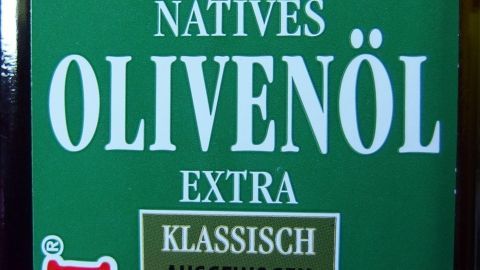 NATIVES
OLIVENÖL
EXTRA
KLASSISCH
®